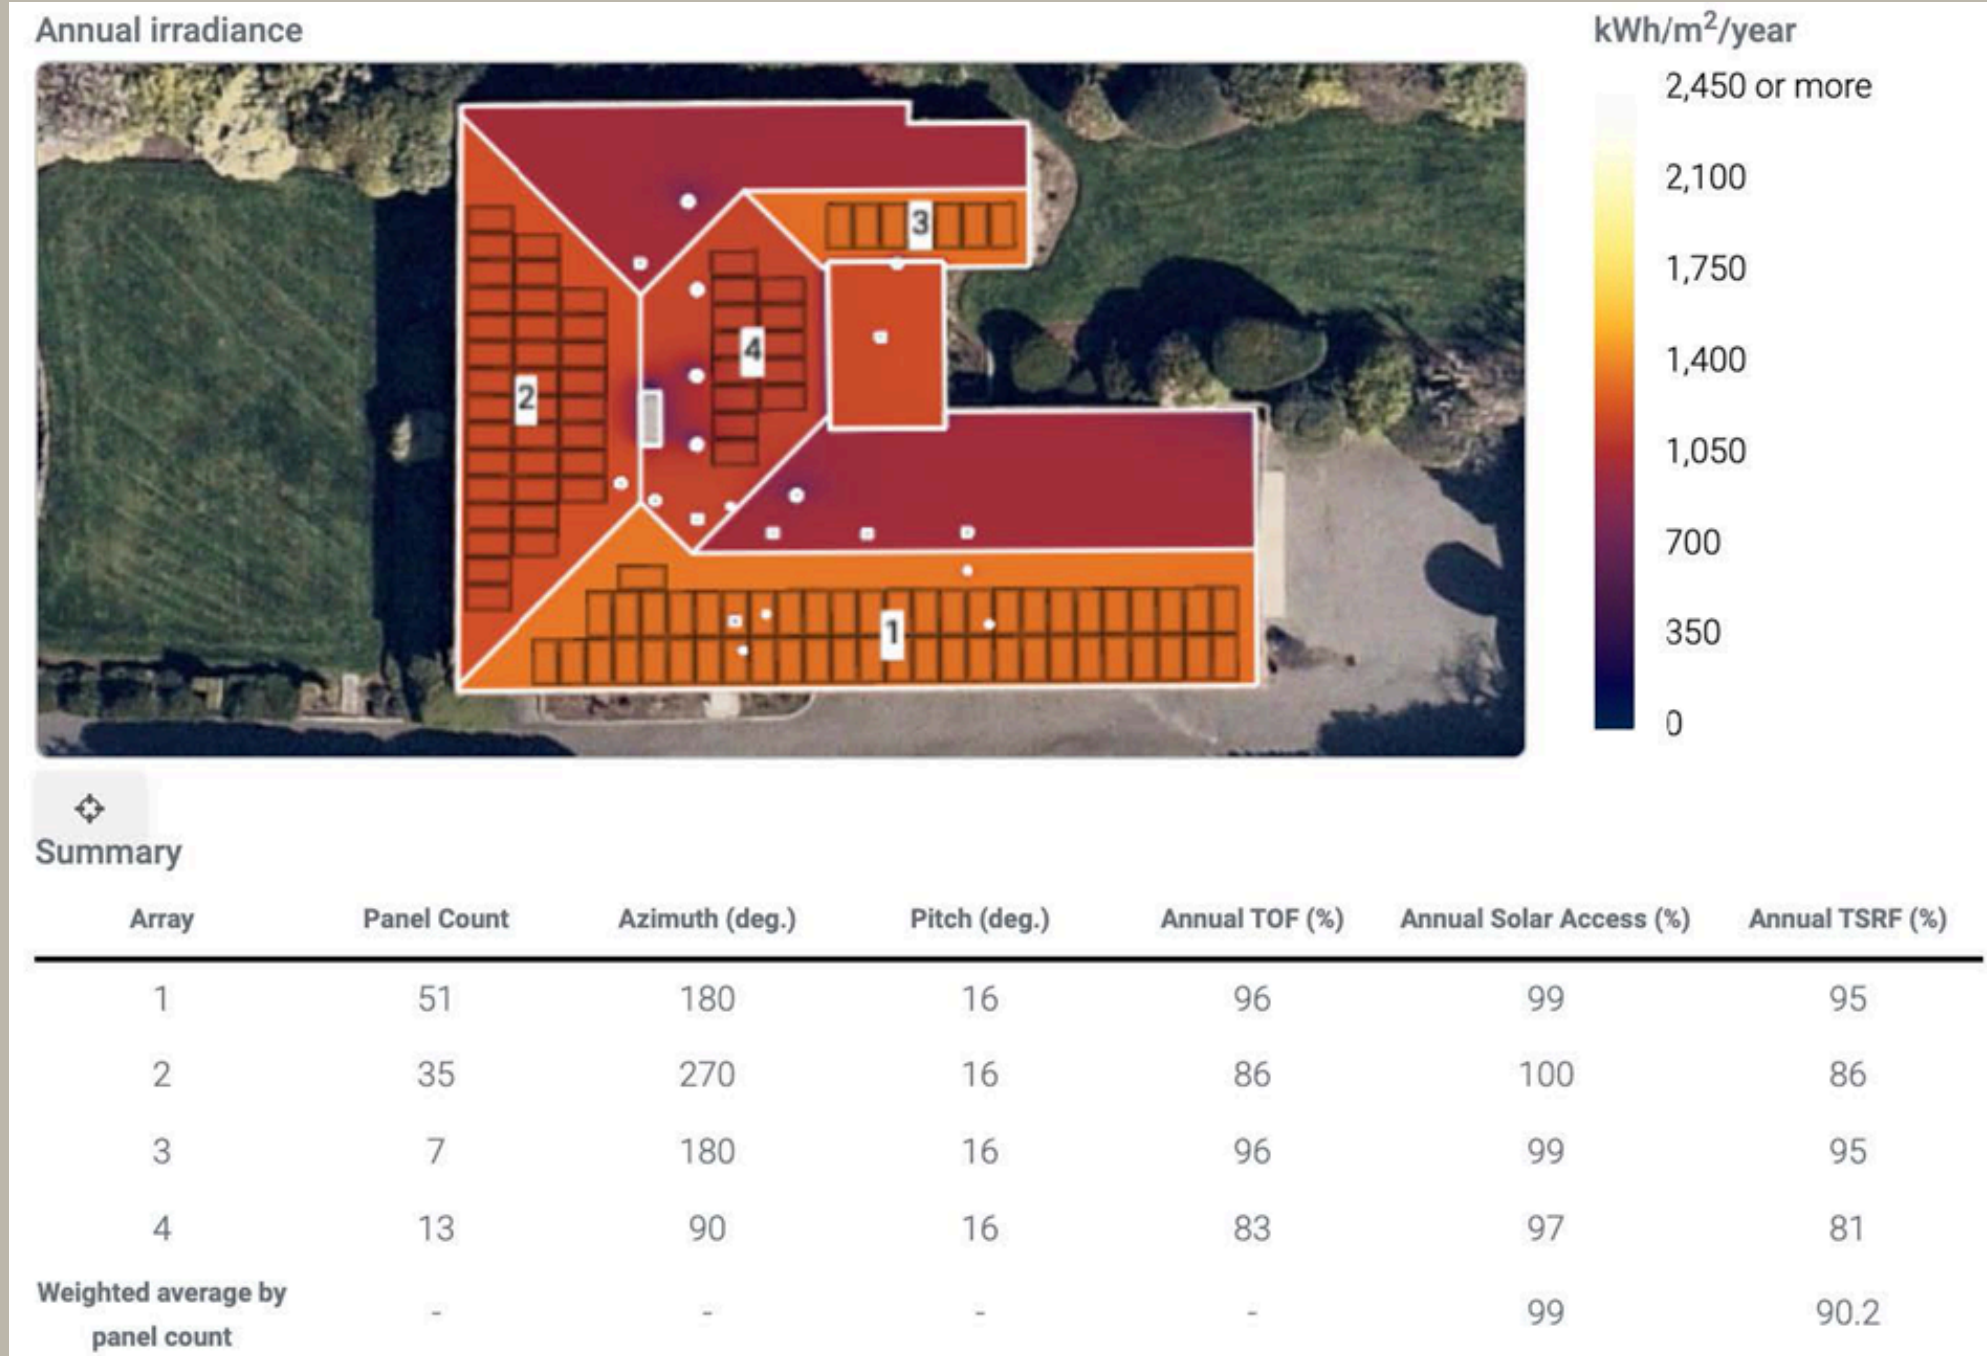 Annual irradiance
kWh/m²/year
2,450 or more
2,100
1,750
1,400
1,050
700
350
0
3
4
2
1
Summary
Array Panel Count Azimuth (deg.) Pitch (deg.) Annual TOF (%) Annual Solar Access (%) Annual TSRF (%)
1 51 180 16 96 99 95
2 35 270 16 86 100 86
3 7 180 16 96 99 95
4 13 90 16 83 97 81
Weighted average by
panel count - - - - 99 90.2